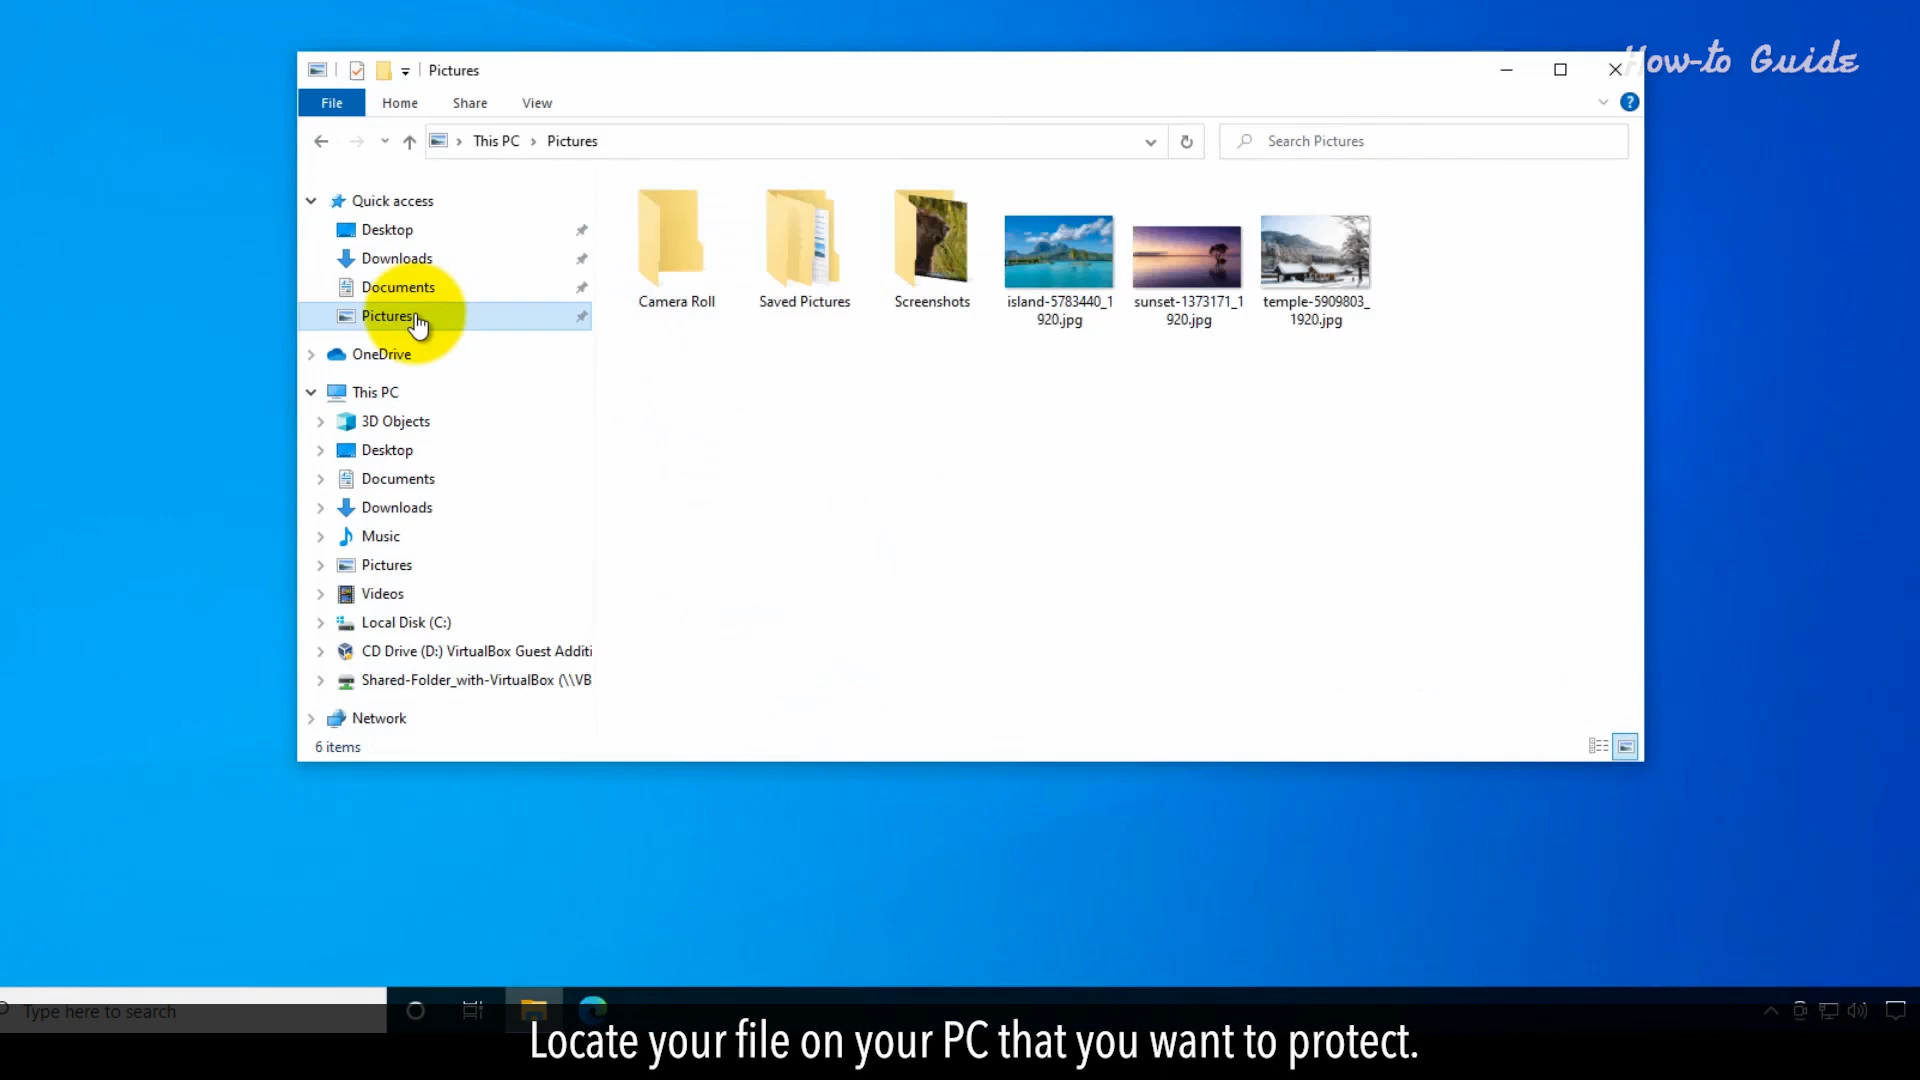 How-to Guide
Pictures
File Home Share View
This PC Pictures
Search Pictures
Quick access
Desktop
Downloads
Documents
Pictures
OneDrive
This PC
3D Objects
Desktop
Documents
Downloads
Music
Pictures
Videos
Local Disk (C:)
CD Drive (D:) VirtualBox Guest Additi
Shared-Folder_with-VirtualBox (\\VB
Network
Camera Roll
Saved Pictures
Screenshots
island-5783440_1
920.jpg
sunset-1373171_1
920.jpg
temple-5909803_
1920.jpg
6 items
Type here to search
Locate your file on your PC that you want to protect.